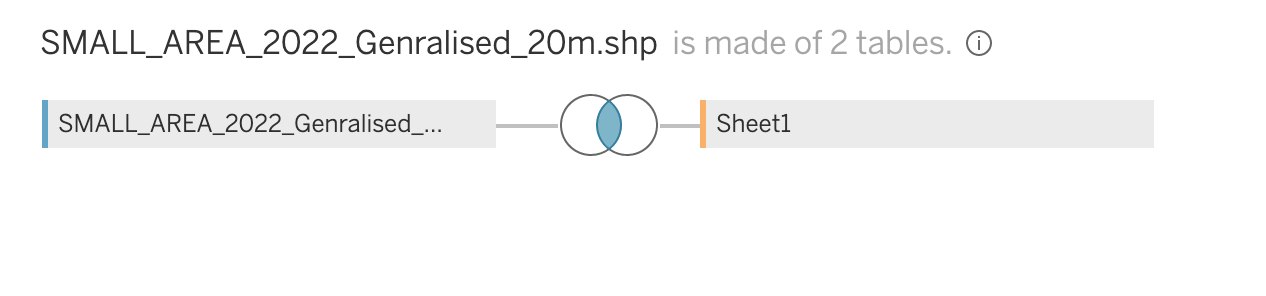 SMALL_AREA_2022_Genralised_20m.shp is made of 2 tables.
SMALL_AREA_2022_Genralised_... Sheet1